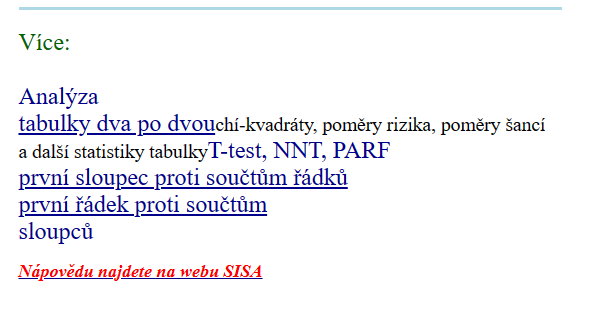 Více:
Analýza
tabulky dva po dvouchí-kvadráty, poměry rizika, poměry šancí
a další statistiky tabulkyT-test, NNT, PARF
první sloupec proti součtům řádků
první řádek proti součtům
sloupců
Nápovědu najdete na webu SISA